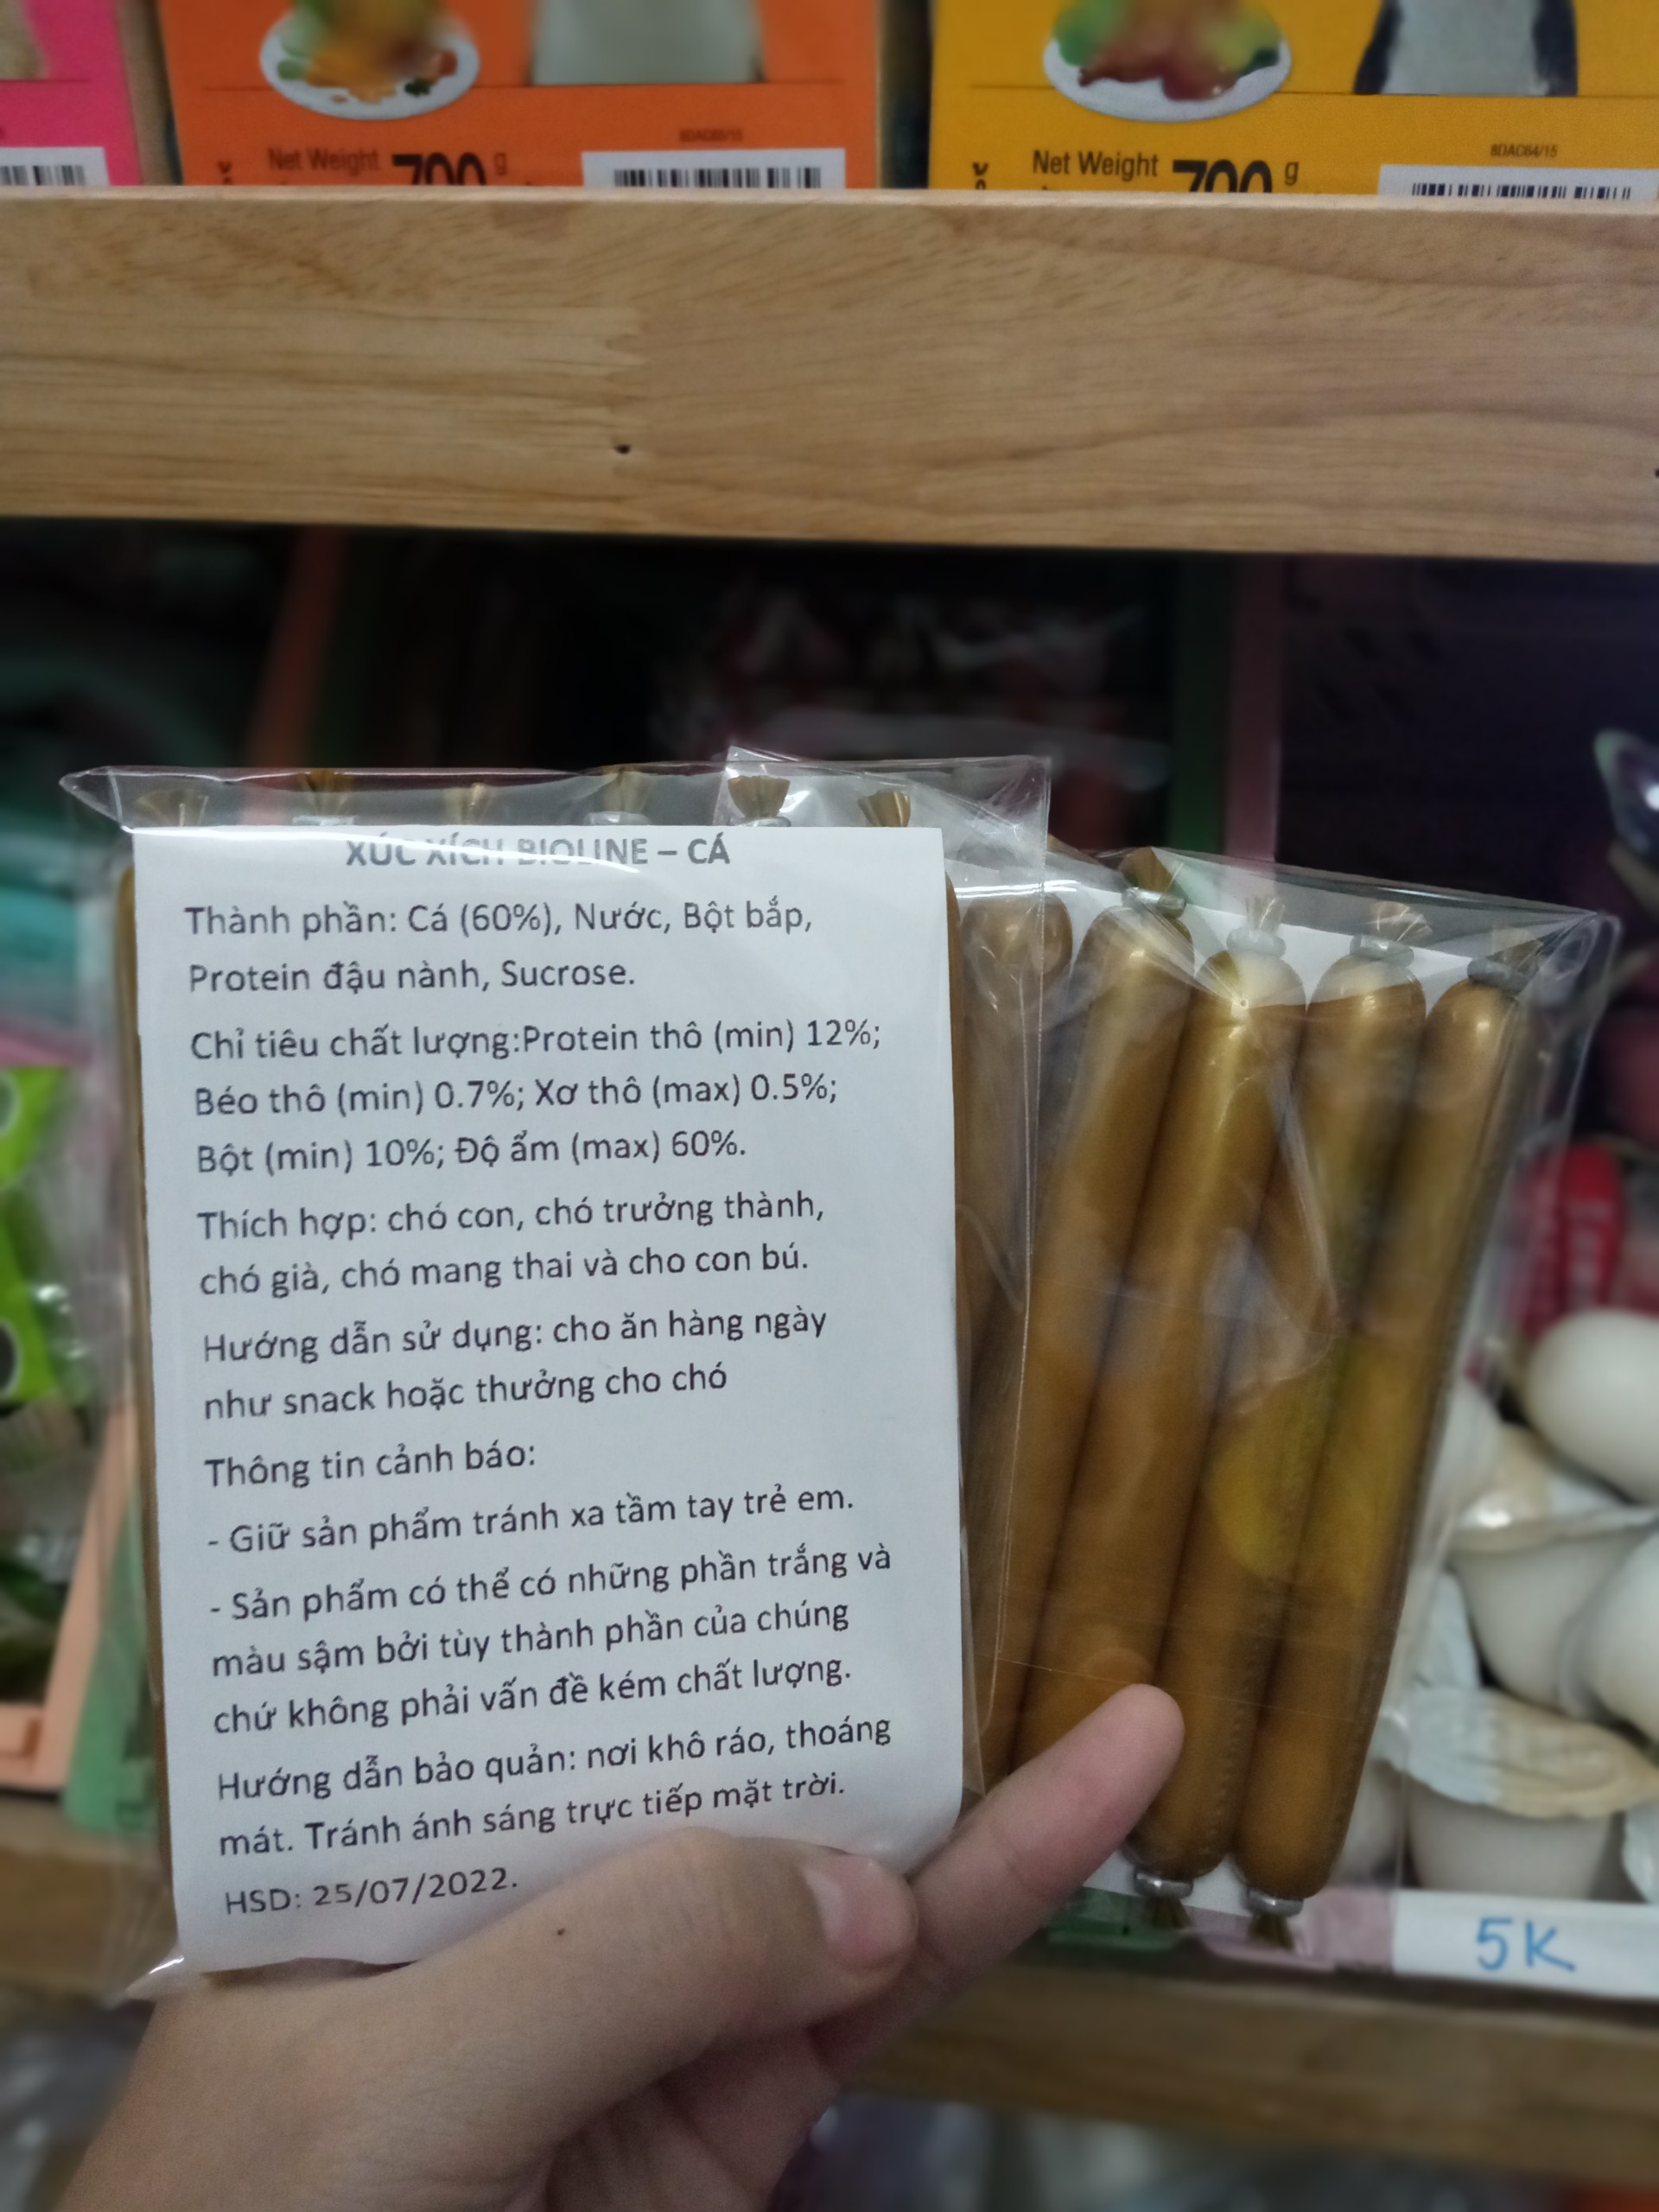 Net Weight 700 g
8DAC65/15
Net Weight 700 g
8DAC64/15
XÚC XÍCH BIOLINE – CÁ
Thành phần: Cá (60%), Nước, Bột bắp,
Protein đậu nành, Sucrose.
Chỉ tiêu chất lượng:Protein thô (min) 12%;
Béo thô (min) 0.7%; Xơ thô (max) 0.5%;
Bột (min) 10%; Độ ẩm (max) 60%.
Thích hợp: chó con, chó trưởng thành,
chó già, chó mang thai và cho con bú.
Hướng dẫn sử dụng: cho ăn hàng ngày
như snack hoặc thưởng cho chó
Thông tin cảnh báo:
- Giữ sản phẩm tránh xa tầm tay trẻ em.
- Sản phẩm có thể có những phần trắng và
màu sậm bởi tùy thành phần của chúng
chứ không phải vấn đề kém chất lượng.
Hướng dẫn bảo quản: nơi khô ráo, thoáng
mát. Tránh ánh sáng trực tiếp mặt trời.
HSD: 25/07/2022.
5K